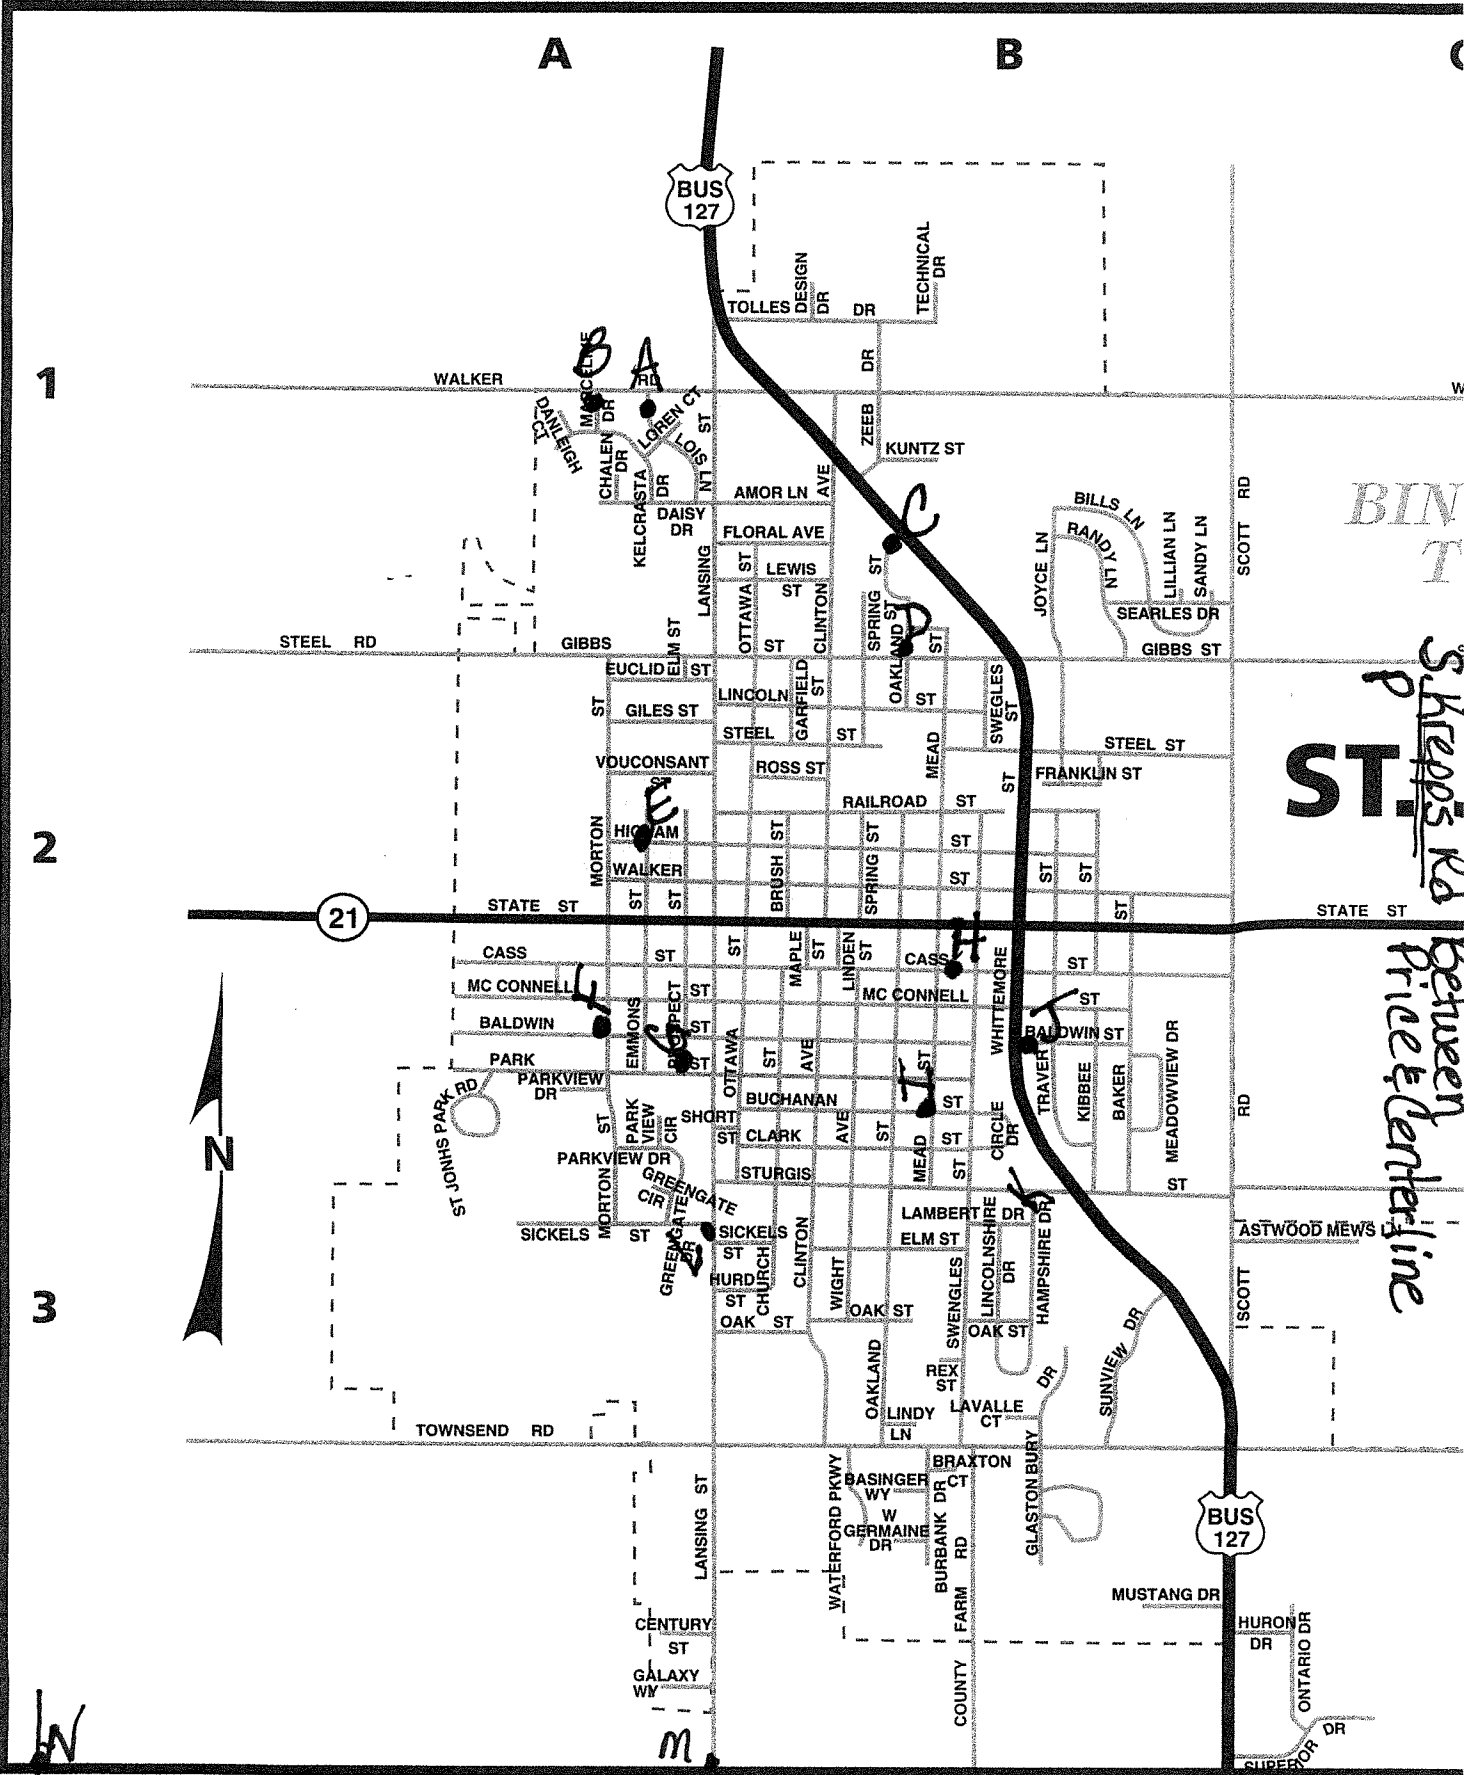 A
B
BUS
127
TOLLES DR
DESIGN DR
TECHNICAL DR
ZEEB DR
1
B
A
MARCELINE DR
WALKER RD
DANLEIGH CT
LOREN CT
CHALEN DR
LOIS LN
KELCRASTA DR
DAISY DR
KUNTZ ST
AMOR LN
AVE
FLORAL AVE
C
LEWIS ST
LANSING ST
OTTAWA ST
CLINTON
SPRING ST
OAKLAND ST
D
BILLS LN
RANDY LN
JOYCE LN
LILLIAN LN
SANDY LN
SEARLES DR
SCOTT RD
BIN
T
STEEL RD
GIBBS ST
GIBBS ST
EUCLID ST
ELM ST
GILES ST
LINCOLN ST
GARFIELD ST
STEEL ST
SWEGLES ST
MEAD ST
STEEL ST
VOUCONSANT ST
ROSS ST
FRANKLIN ST
ST.
S.
P
Krepps Rd Between
Price & Centerline
E
RAILROAD ST
2
HIGHAM ST
MORTON ST
WALKER ST
BRUSH ST
SPRING ST
21
STATE ST
STATE ST
H
CASS ST
CASS ST
MAPLE ST
LINDEN ST
F
MC CONNELL ST
MC CONNELL ST
WHITTEMORE ST
J
BALDWIN ST
BALDWIN ST
EMMONS ST
PROSPECT ST
G
OTTAWA ST
AVE
PARK ST
PARKVIEW DR
ST JONHS PARK RD
N
I
BUCHANAN ST
SHORT ST
CLARK ST
MEAD ST
CIRCLE DR
TRAVER ST
KIBBEE ST
BAKER ST
MEADOWVIEW DR
PARK VIEW CIR
PARKVIEW DR
STURGIS ST
GREENGATE CIR
GREENGATE DR
MORTON ST
SICKELS ST
SICKELS ST
L
K
LAMBERT DR
ELM ST
LINCOLNSHIRE DR
HAMPSHIRE DR
ASTWOOD MEWS L
3
HURD ST
CHURCH
CLINTON AVE
WIGHT
OAK ST
OAK ST
OAK ST
SWENGLES ST
OAKLAND ST
REX ST
LINDY LN
LAVALLE CT
SUNVIEW DR
SCOTT RD
TOWNSEND RD
BRAXTON CT
BASINGER WY
W GERMAINE DR
WATERFORD PKWY
BURBANK DR
GLASTON BURY DR
LANSING ST
BUS
127
COUNTY FARM RD
MUSTANG DR
HURON DR
ONTARIO DR
SUPERIOR DR
CENTURY ST
GALAXY WY
N
M